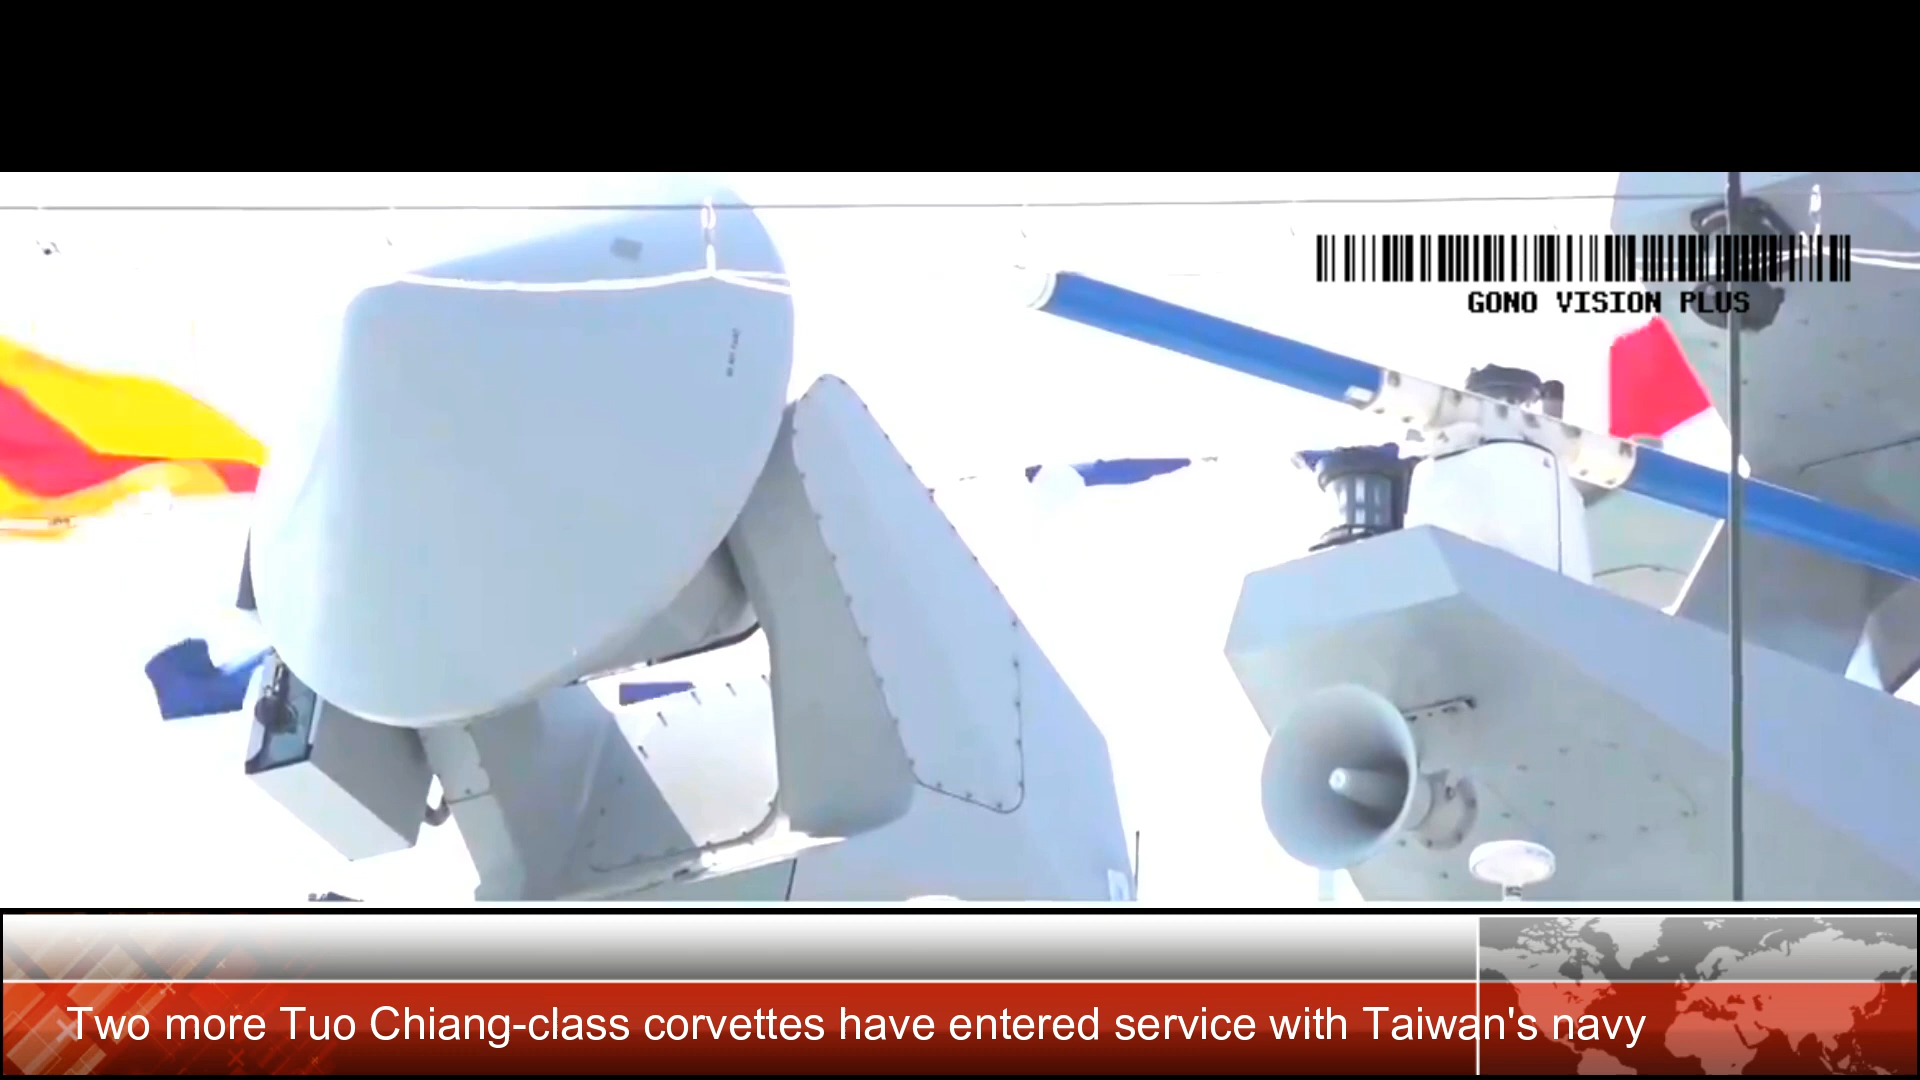 GONO VISION PLUS
Two more Tuo Chiang-class corvettes have entered service with Taiwan's navy